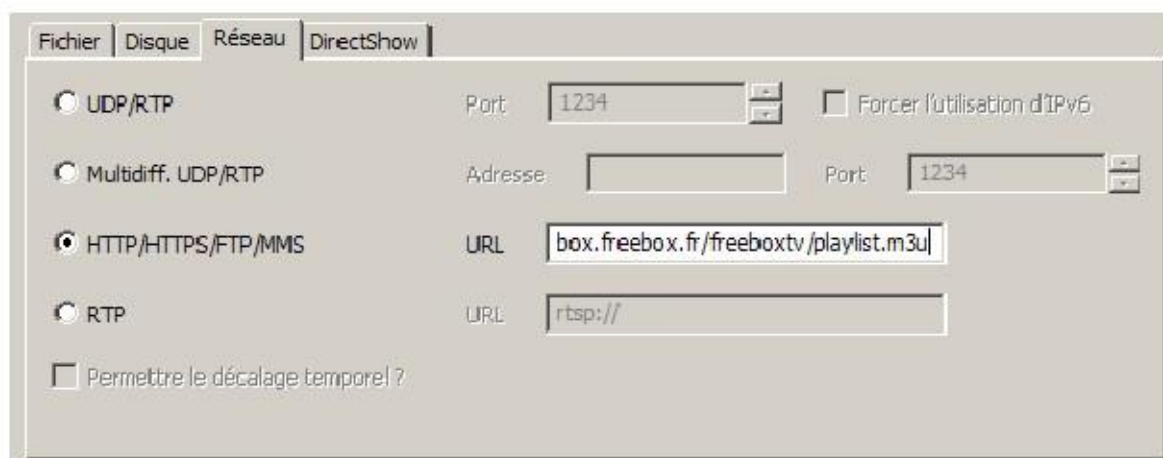 Fichier Disque Réseau DirectShow
UDP/RTP Port 1234 Forcer l'utilisation d'IPv6
Multidiff. UDP/RTP Adresse Port 1234
HTTP/HTTPS/FTP/MMS URL box.freebox.fr/freeboxtv/playlist.m3u
RTP URL rtsp://
Permettre le décalage temporel ?